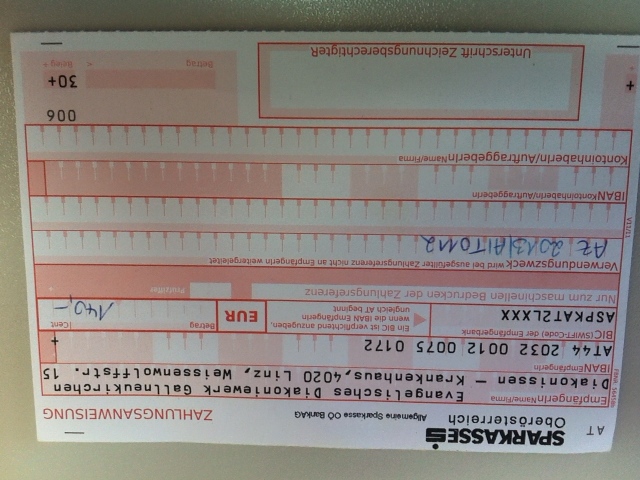 AT
SPARKASSE
Oberösterreich
Allgemeine Sparkasse OÖ BankAG
ZAHLUNGSANWEISUNG
EmpfängerIn Name/Firma
Evangelisches Diakoniewerk Gallneukirchen
Diakonissen - Krankenhaus,4020 Linz, Weissenwolffstr. 15
IBAN EmpfängerIn
AT44 2032 0012 0075 0172
+
BIC (SWIFT-Code) der Empfängerbank
ASPKAT2LXXX
Ein BIC ist verpflichtend anzugeben,
wenn die IBAN EmpfängerIn
ungleich AT beginnt
EUR
Betrag
Cent
140,-
Nur zum maschinellen Bedrucken der Zahlungsreferenz
Prüfziffer
Verwendungszweck wird bei ausgefüllter Zahlungsreferenz nicht an EmpfängerIn weitergeleitet
AZ 2013/A/TOM2
IBAN KontoinhaberIn/AuftraggeberIn
KontoinhaberIn/AuftraggeberIn Name/Firma
006
30+
Betrag
Beleg +
Unterschrift ZeichnungsberechtigteR
+